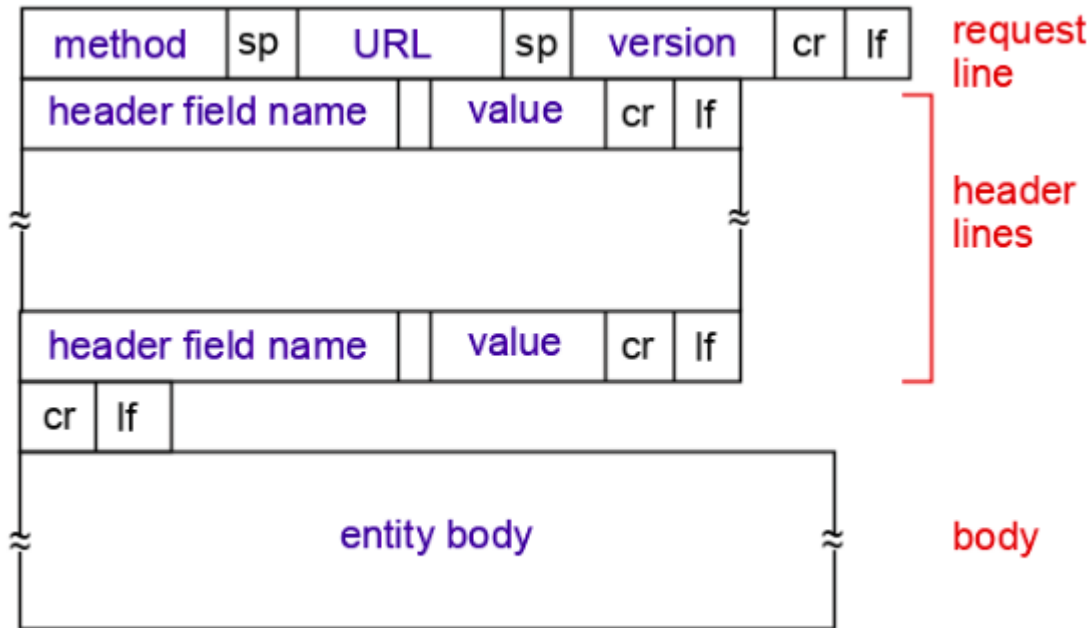 method sp URL sp version cr lf
request
line
header field name value cr lf
header
lines
header field name value cr lf
cr lf
entity body
body